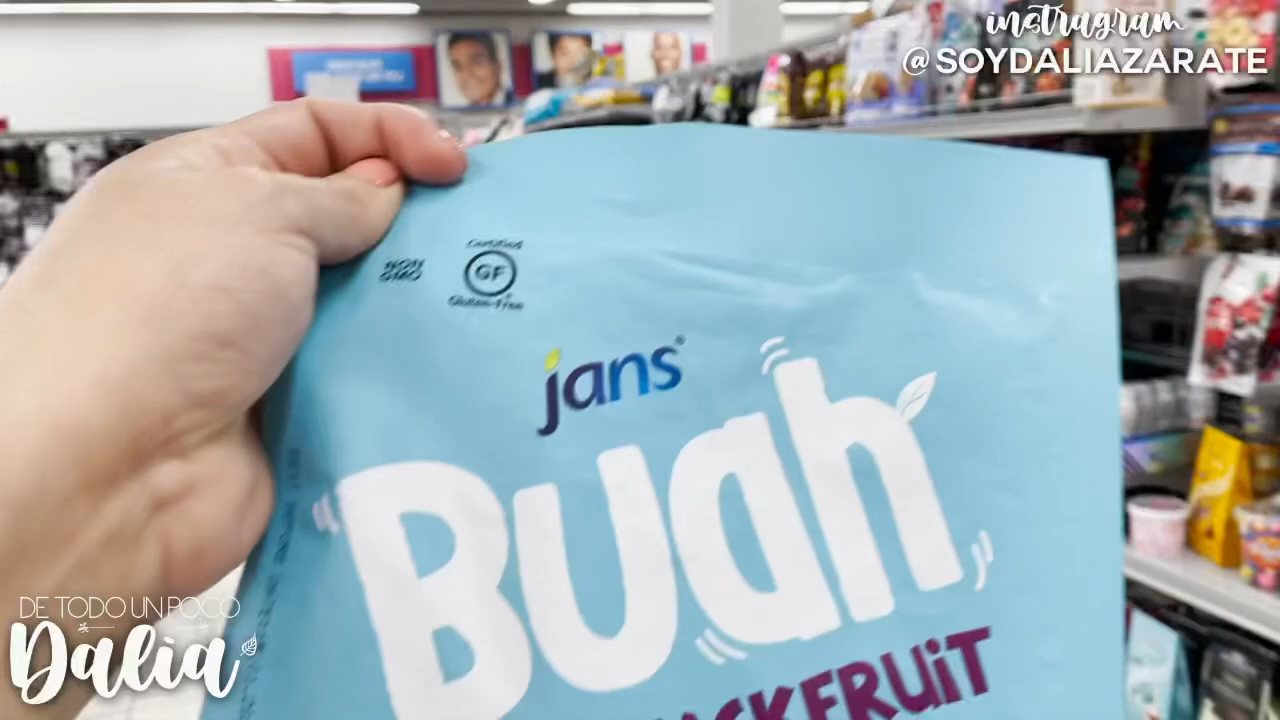 instragram
@SOYDALIAZARATE
NON
GMO
Certified
GF
Gluten-Free
jans®
Buah
DE TODO UN POCO
Dalia